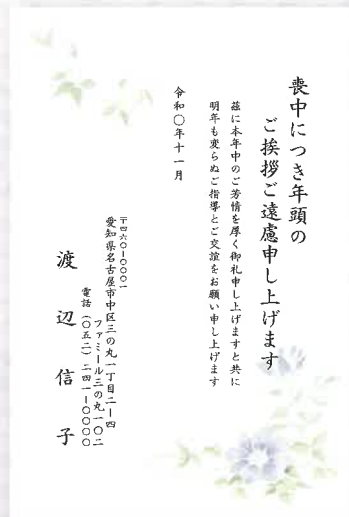 喪中につき年頭の
ご挨拶ご遠慮申し上げます
茲に本年中のご芳情を厚く御礼申し上げますと共に
明年も変らぬご指導とご交誼をお願い申し上げます
令和〇年十一月
〒四六〇-〇〇〇一
愛知県名古屋市中区三の丸一丁目二-四
ファミール三の丸一〇二
電話(〇五二)二四一-〇〇〇〇
渡辺信子